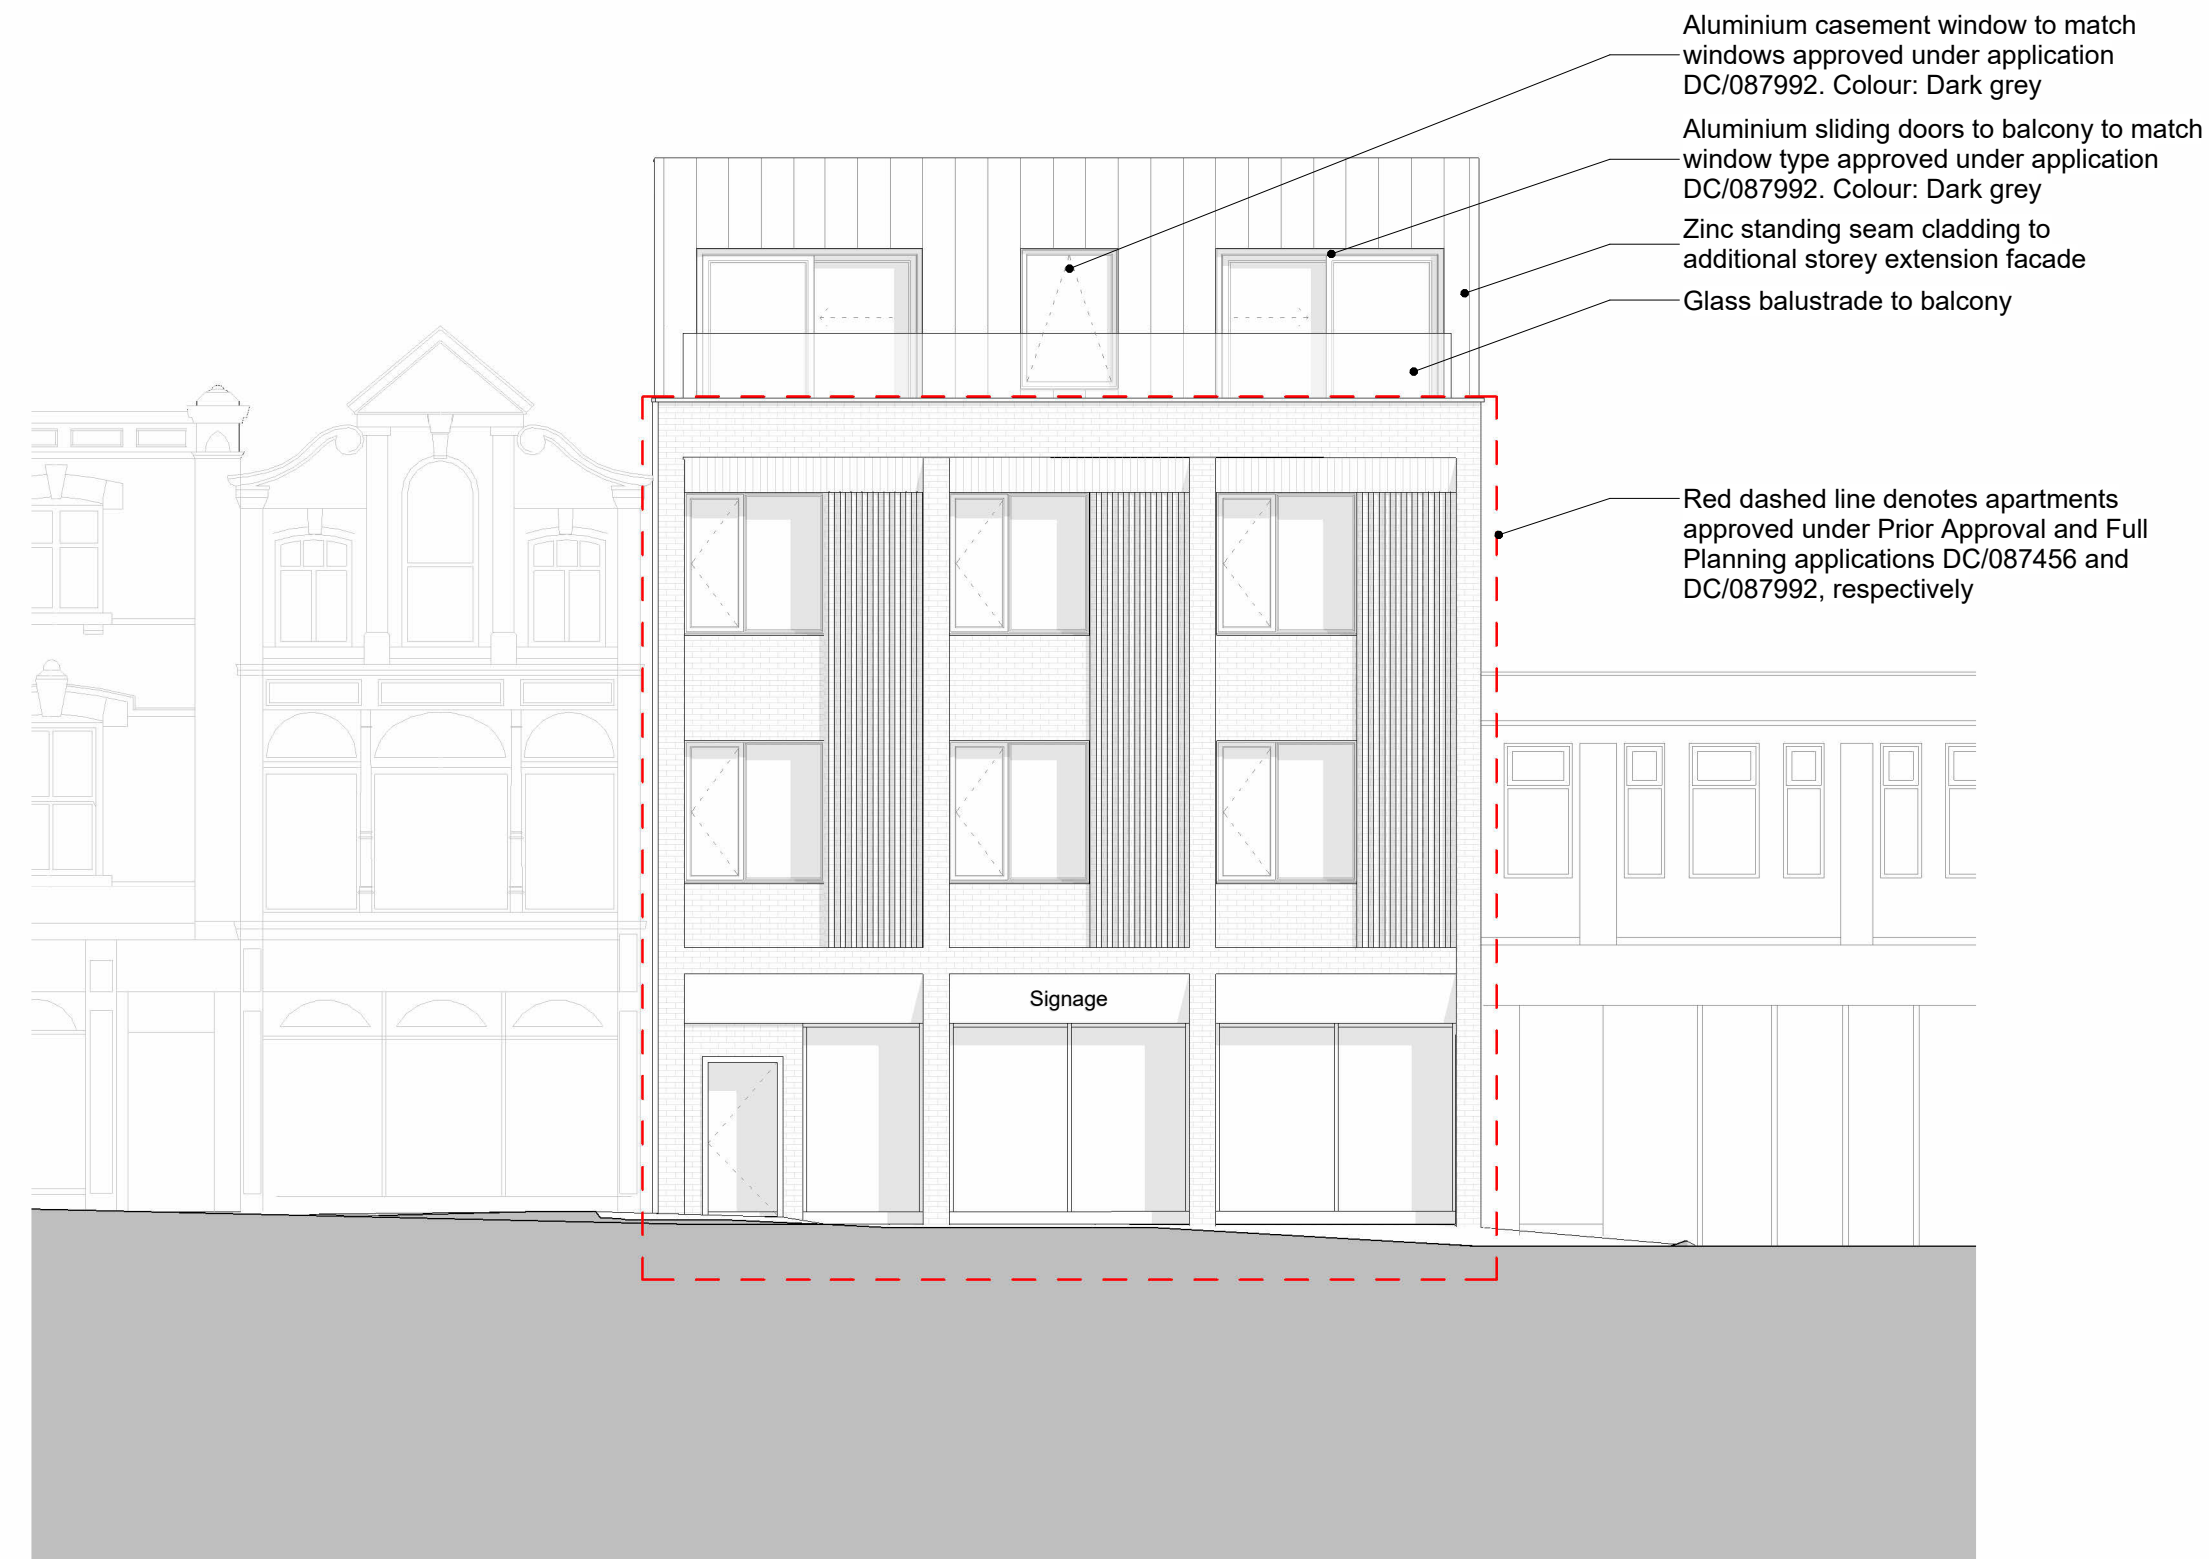 Aluminium casement window to match
windows approved under application
DC/087992. Colour: Dark grey
Aluminium sliding doors to balcony to match
window type approved under application
DC/087992. Colour: Dark grey
Zinc standing seam cladding to
additional storey extension facade
Glass balustrade to balcony
Red dashed line denotes apartments
approved under Prior Approval and Full
Planning applications DC/087456 and
DC/087992, respectively
Signage